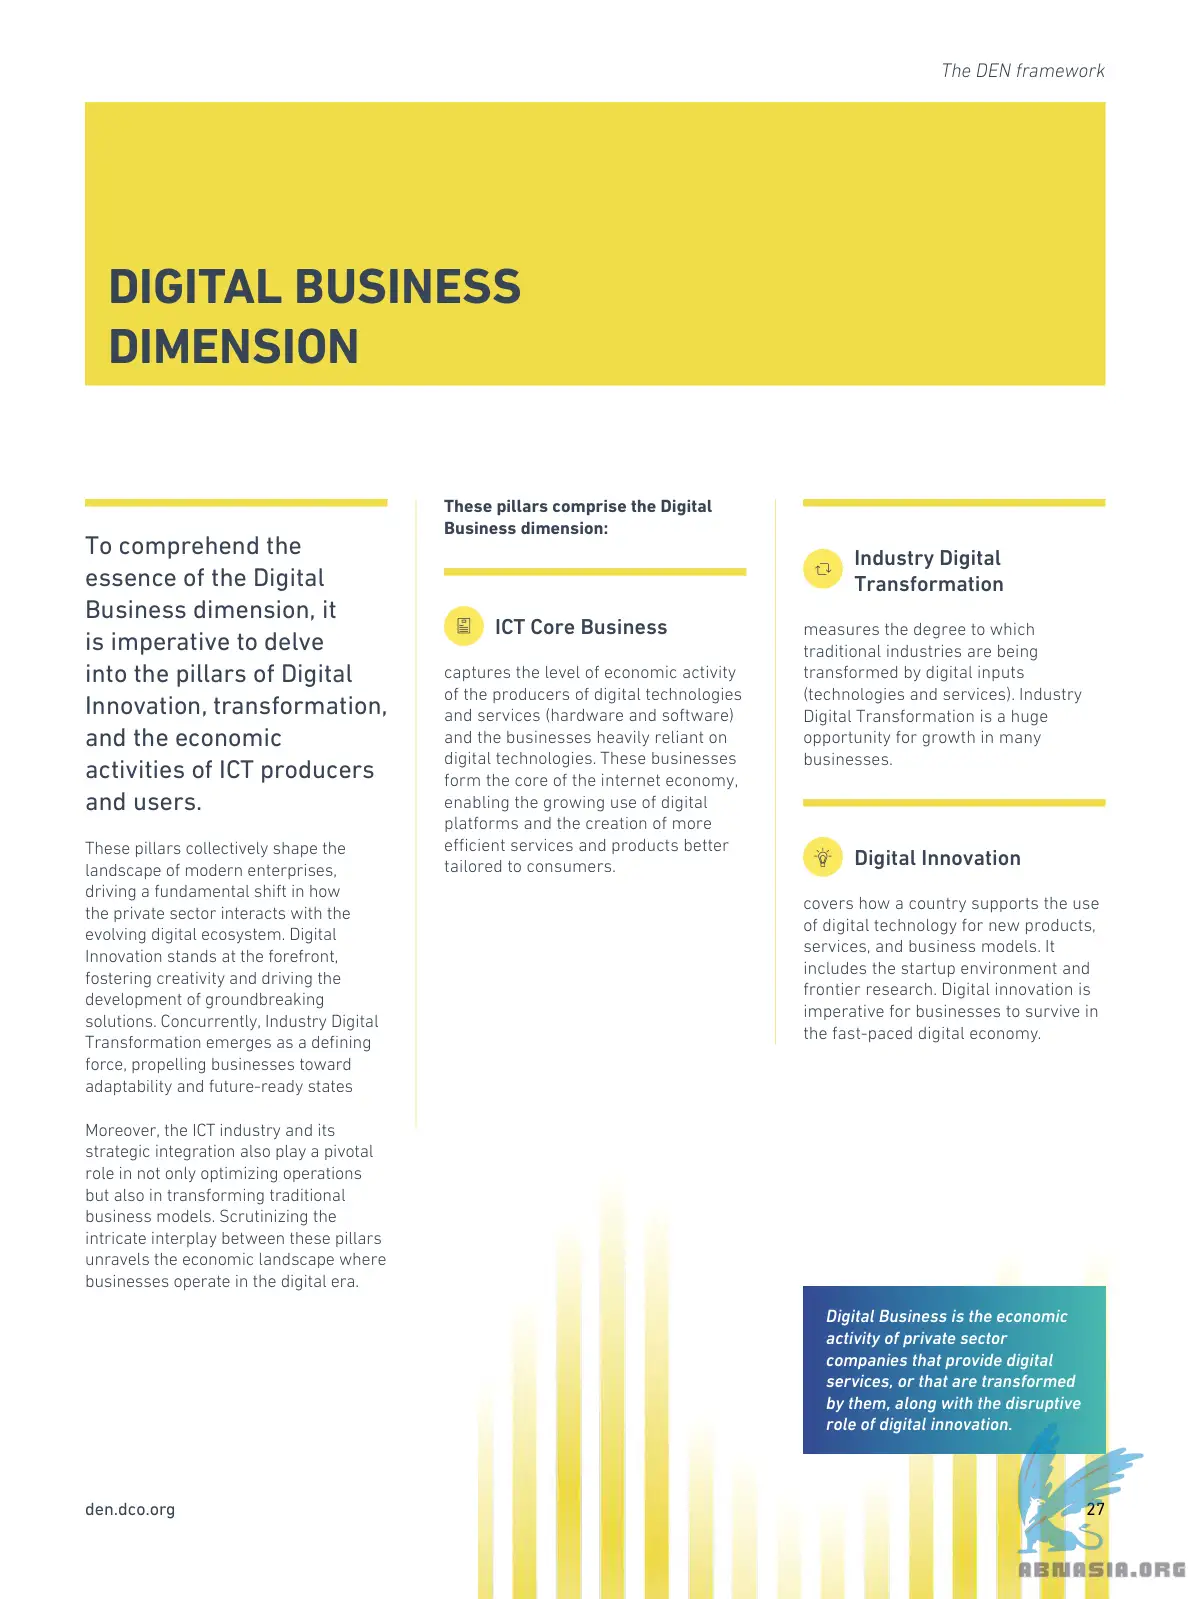 The DEN framework
DIGITAL BUSINESS
DIMENSION
To comprehend the
essence of the Digital
Business dimension, it
is imperative to delve
into the pillars of Digital
Innovation, transformation,
and the economic
activities of ICT producers
and users.
These pillars collectively shape the
landscape of modern enterprises,
driving a fundamental shift in how
the private sector interacts with the
evolving digital ecosystem. Digital
Innovation stands at the forefront,
fostering creativity and driving the
development of groundbreaking
solutions. Concurrently, Industry Digital
Transformation emerges as a defining
force, propelling businesses toward
adaptability and future-ready states
Moreover, the ICT industry and its
strategic integration also play a pivotal
role in not only optimizing operations
but also in transforming traditional
business models. Scrutinizing the
intricate interplay between these pillars
unravels the economic landscape where
businesses operate in the digital era.
These pillars comprise the Digital
Business dimension:
ICT Core Business
captures the level of economic activity
of the producers of digital technologies
and services (hardware and software)
and the businesses heavily reliant on
digital technologies. These businesses
form the core of the internet economy,
enabling the growing use of digital
platforms and the creation of more
efficient services and products better
tailored to consumers.
Industry Digital
Transformation
measures the degree to which
traditional industries are being
transformed by digital inputs
(technologies and services). Industry
Digital Transformation is a huge
opportunity for growth in many
businesses.
Digital Innovation
covers how a country supports the use
of digital technology for new products,
services, and business models. It
includes the startup environment and
frontier research. Digital innovation is
imperative for businesses to survive in
the fast-paced digital economy.
Digital Business is the economic
activity of private sector
companies that provide digital
services, or that are transformed
by them, along with the disruptive
role of digital innovation.
den.dco.org
27
ABNASIA.ORG